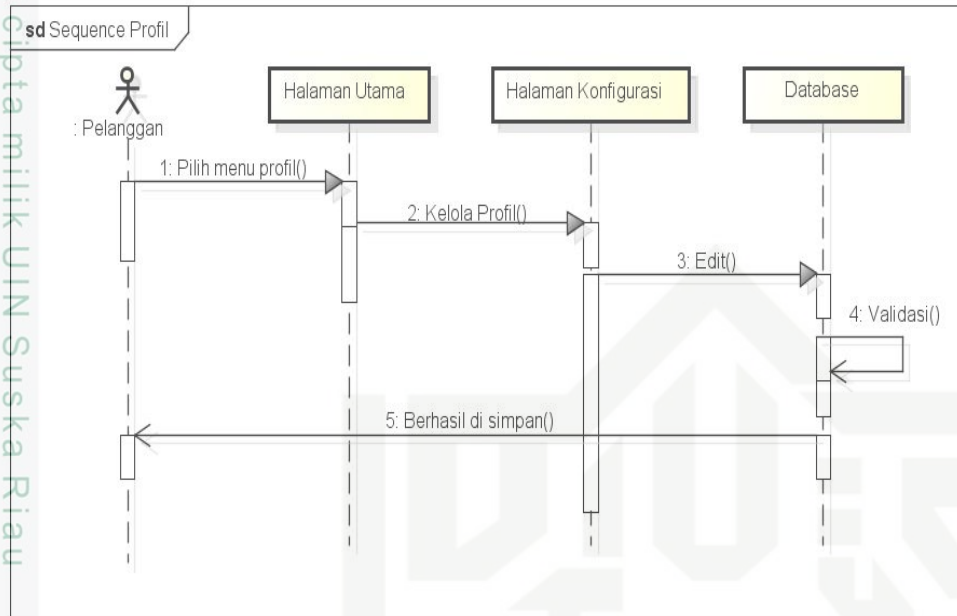 sd Sequence Profil
: Pelanggan
Halaman Utama
Halaman Konfigurasi
Database
1: Pilih menu profil()
2: Kelola Profil()
3: Edit()
4: Validasi()
5: Berhasil di simpan()
cipta milik UIN Suska Riau